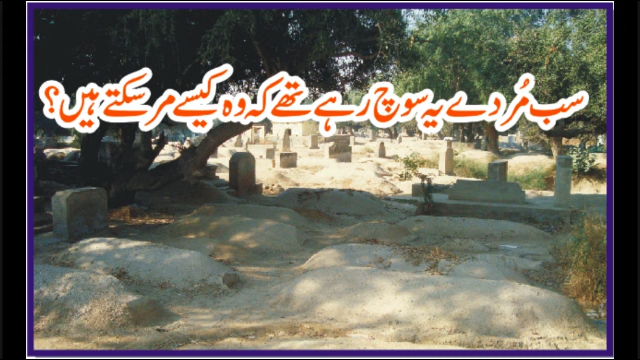 سب مُردے یہ سوچ رہے تھے کہ وہ کیسے مر سکتے ہیں؟